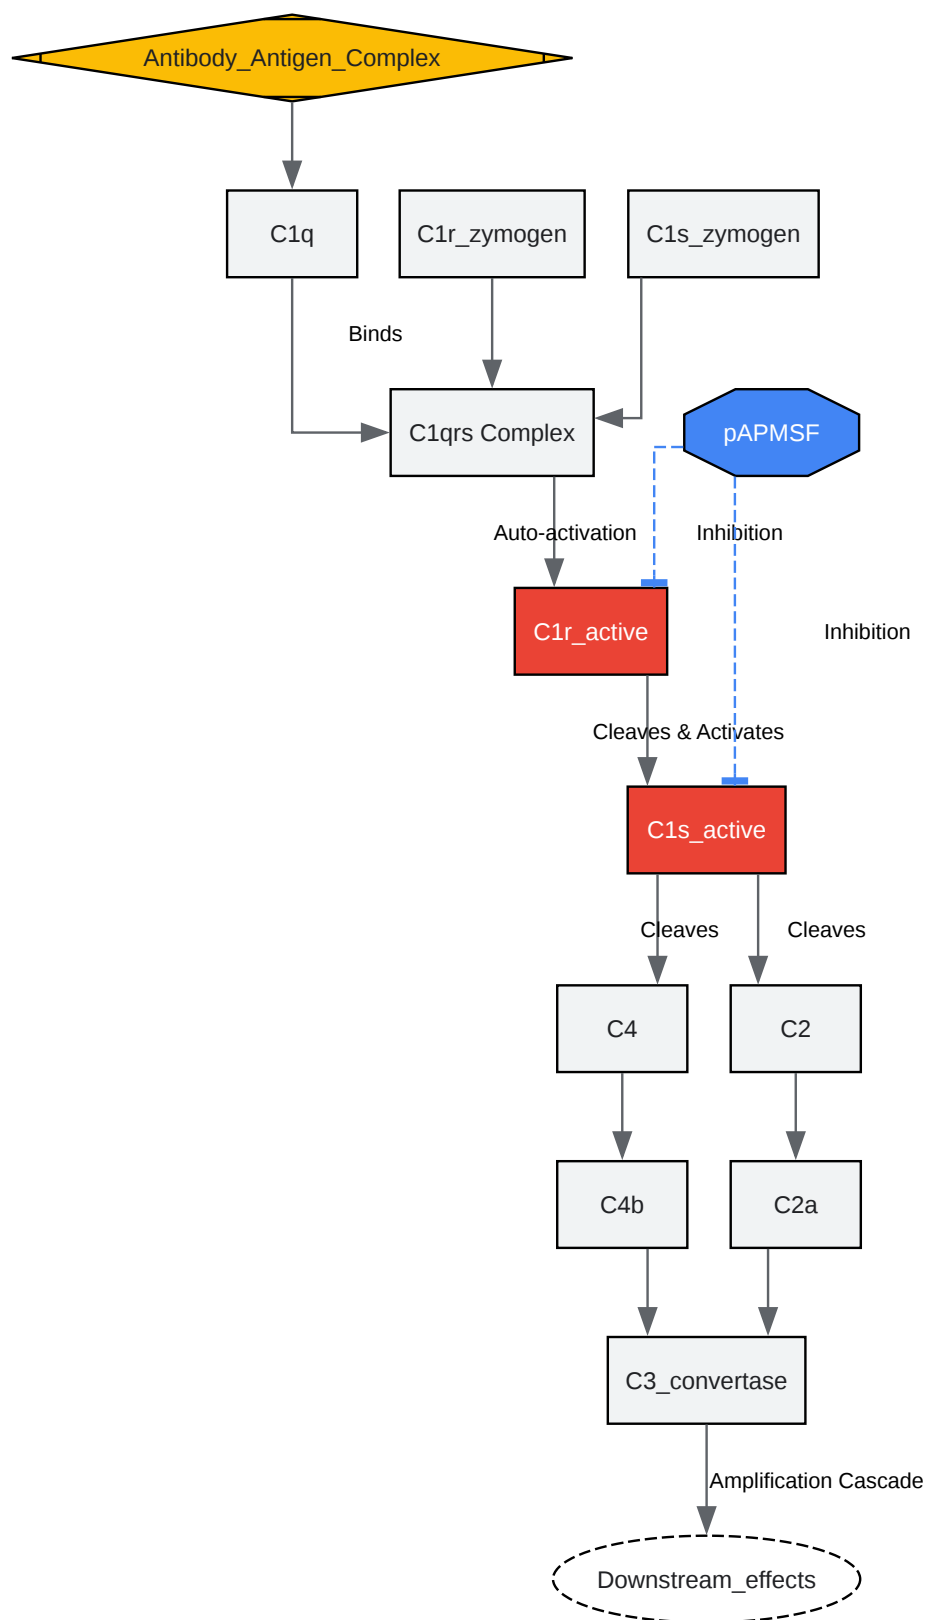 Antibody_Antigen_Complex
C1q
C1r_zymogen
C1s_zymogen
Binds
C1qrs Complex
pAPMSF
Auto-activation
Inhibition
C1r_active
Inhibition
Cleaves & Activates
C1s_active
Cleaves
Cleaves
C4
C2
C4b
C2a
C3_convertase
Amplification Cascade
Downstream_effects